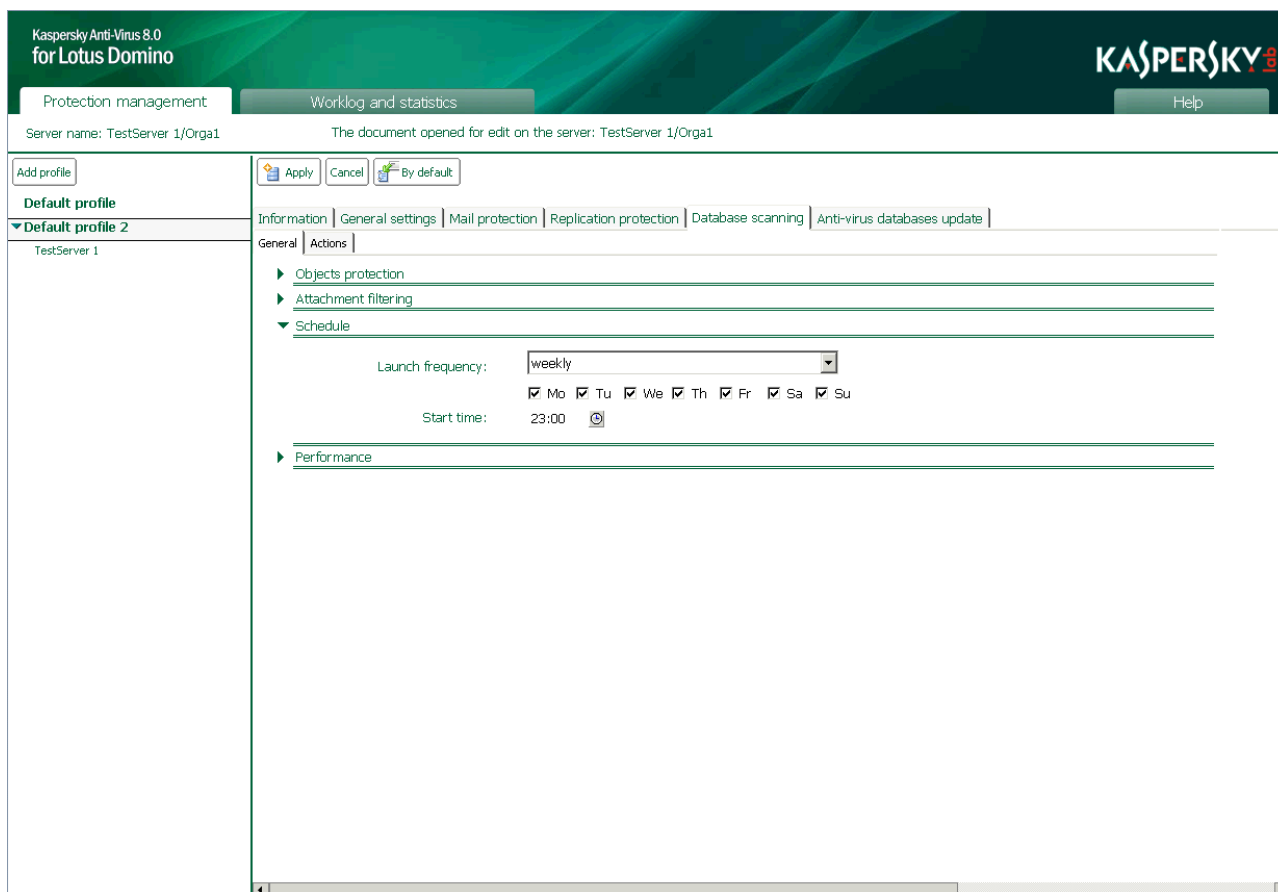 Kaspersky Anti-Virus 8.0
for Lotus Domino
KASPERSKY lab
Protection management
Worklog and statistics
Help
Server name: TestServer 1/Orga1
The document opened for edit on the server: TestServer 1/Orga1
Add profile
Apply
Cancel
By default
Default profile
Default profile 2
TestServer 1
Information
General settings
Mail protection
Replication protection
Database scanning
Anti-virus databases update
General
Actions
Objects protection
Attachment filtering
Schedule
Launch frequency:
weekly
Mo Tu We Th Fr Sa Su
Start time:
23:00
Performance